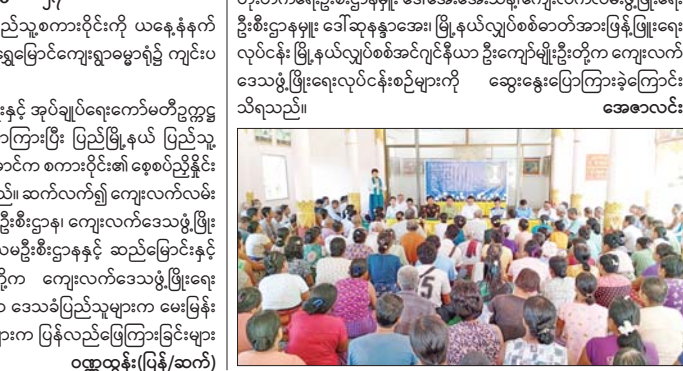 ည်သူ့စကားဝိုင်းကို ယနေ့နံနက်
ရွှေမြောင်ကျေးရွာဓမ္မာရုံ၌ ကျင်းပ
းနှင့် အုပ်ချုပ်ရေးကော်မတီဥက္ကဋ္ဌ
ာကြားပြီး ပြည်မြို့နယ် ပြည်သူ့
ာင်က စကားဝိုင်း၏ စေ့စပ်ညှိနှိုင်း
ည်။ ဆက်လက်၍ ကျေးလက်လမ်း
ဦးစီးဌာန၊ ကျေးလက်ဒေသဖွံ့ဖြိုး
သမဦးစီးဌာနနှင့် ဆည်မြောင်းနှင့်
တို့က ကျေးလက်ဒေသဖွံ့ဖြိုးရေး
ဒေသခံပြည်သူများက မေးမြန်း
များက ပြန်လည်ဖြေကြားခြင်းများ
ဝဏ္ဏထွန်း(ပြန်/ဆက်)
ဦးစီးဌာနမှူး ဒေါ်ဆုနန္ဒာအေး၊ မြို့နယ်လျှပ်စစ်ဓာတ်အားဖြန့်ဖြူးရေး
လုပ်ငန်း မြို့နယ်လျှပ်စစ်အင်ဂျင်နီယာ ဦးကျော်မျိုးဦးတို့က ကျေးလက်
ဒေသဖွံ့ဖြိုးရေးလုပ်ငန်းစဉ်များကို ဆွေးနွေးပြောကြားခဲ့ကြောင်း
သိရသည်။ အေဇာလင်း